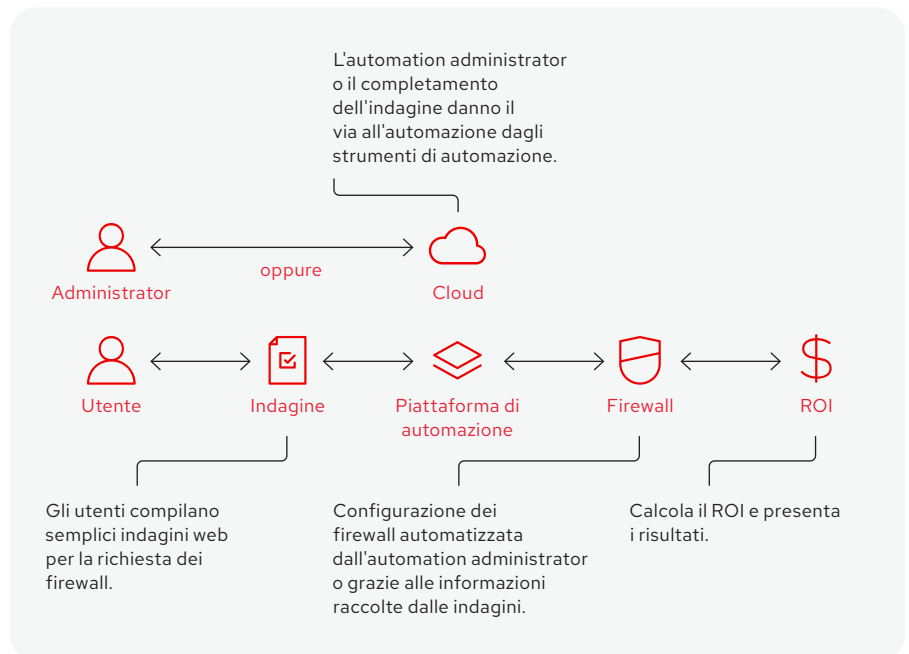 L'automation administrator
o il completamento
dell'indagine danno il
via all'automazione dagli
strumenti di automazione.
oppure
Administrator
Cloud
Utente
Indagine
Piattaforma di
automazione
Firewall
ROI
Gli utenti compilano
semplici indagini web
per la richiesta dei
firewall.
Configurazione dei
firewall automatizzata
dall'automation administrator
o grazie alle informazioni
raccolte dalle indagini.
Calcola il ROI e presenta
i risultati.